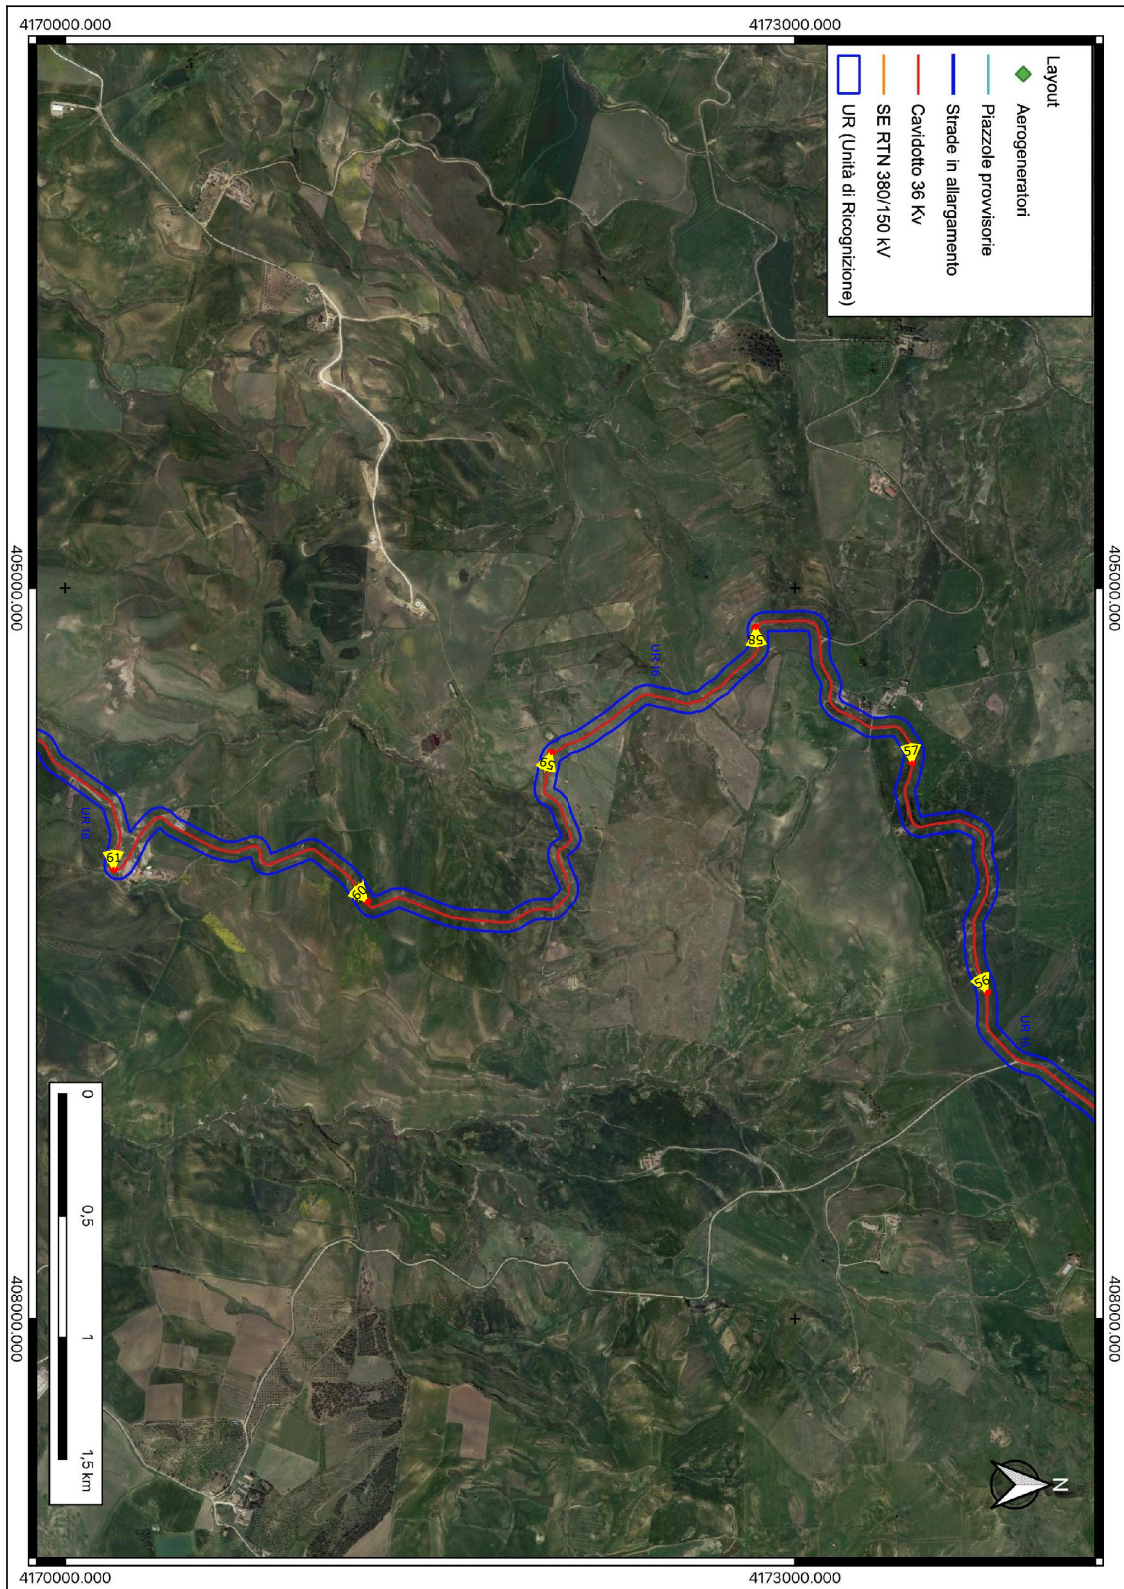 4170000.000
4173000.000
Layout
Aerogeneratori
Piazzole provvisorie
Strade in allargamento
Cavidotto 36 Kv
SE RTN 380/150 kV
UR (Unità di Ricognizione)
405000.000
405000.000
58
UR 16
57
59
UR 18
61
60
56
UR 16
0
0,5
1
1,5 km
408000.000
408000.000
N
4170000.000
4173000.000